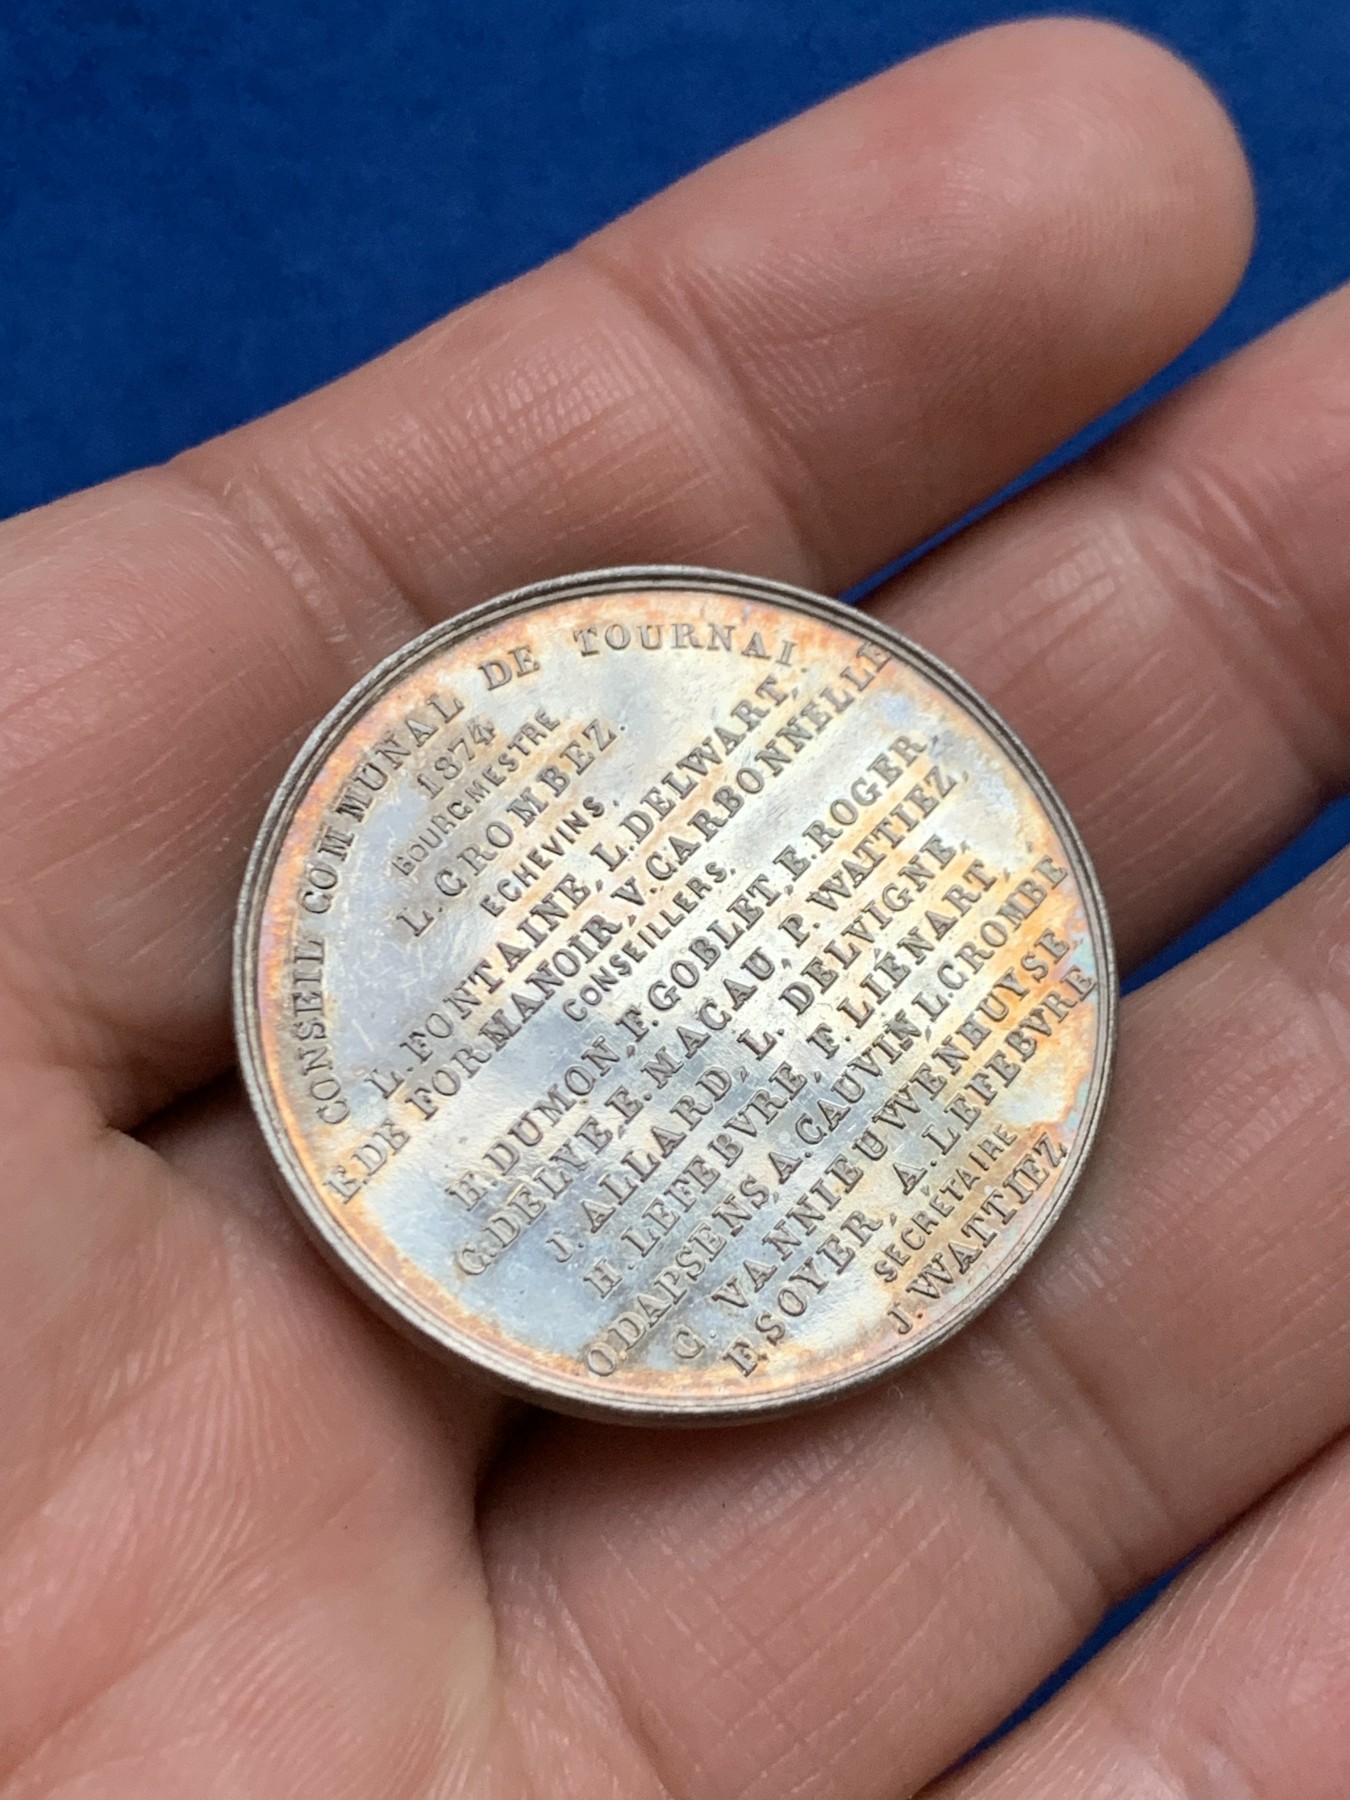 CONSEIL COMMUNAL DE TOURNAI.
1874
BOURGMESTRE
L. CROMBEZ.
ECHEVINS.
L. FONTAINE, L. DELWART,
E. DE FORMANOIR, V. CARBONNELLE
CONSEILLERS.
H. DUMON, F. GOBLET, E. ROGER,
G. DELYE, E. MACAU, P. WATTIEZ,
J. ALLARD, L. DELVIGNE,
H. LEFEBVRE, F. LIÉNART,
O. DAPSENS, A. CAUVIN, L. CROMBE
C. VANNIEUWENHUYSE
F. SOYER, A. LEFEBVRE
SECRÉTAIRE
J. WATTIEZ